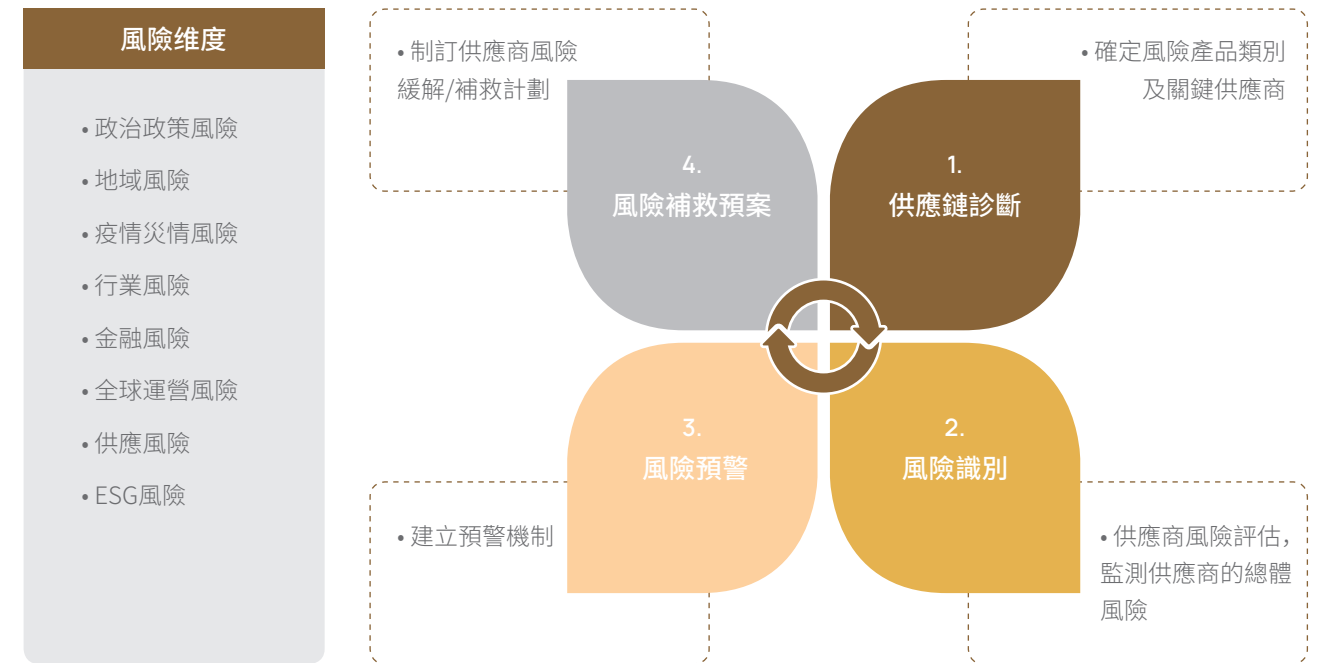 風險维度
• 政治政策風險
• 地域風險
• 疫情災情風險
• 行業風險
• 金融風險
• 全球運營風險
• 供應風險
• ESG風險
• 制訂供應商風險
緩解/補救計劃
• 確定風險產品類別
及關鍵供應商
4.
風險補救預案
1.
供應鏈診斷
3.
風險預警
2.
風險識別
• 建立預警機制
• 供應商風險評估，
監測供應商的總體
風險